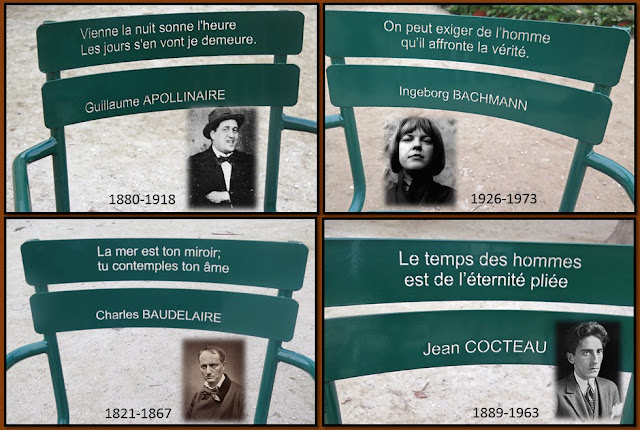 Vienne la nuit sonne l'heure
Les jours s'en vont je demeure.
Guillaume APOLLINAIRE
1880-1918
On peut exiger de l'homme
qu'il affronte la vérité.
Ingeborg BACHMANN
1926-1973
La mer est ton miroir;
tu contemples ton âme
Charles BAUDELAIRE
1821-1867
Le temps des hommes
est de l'éternité pliée
Jean COCTEAU
1889-1963